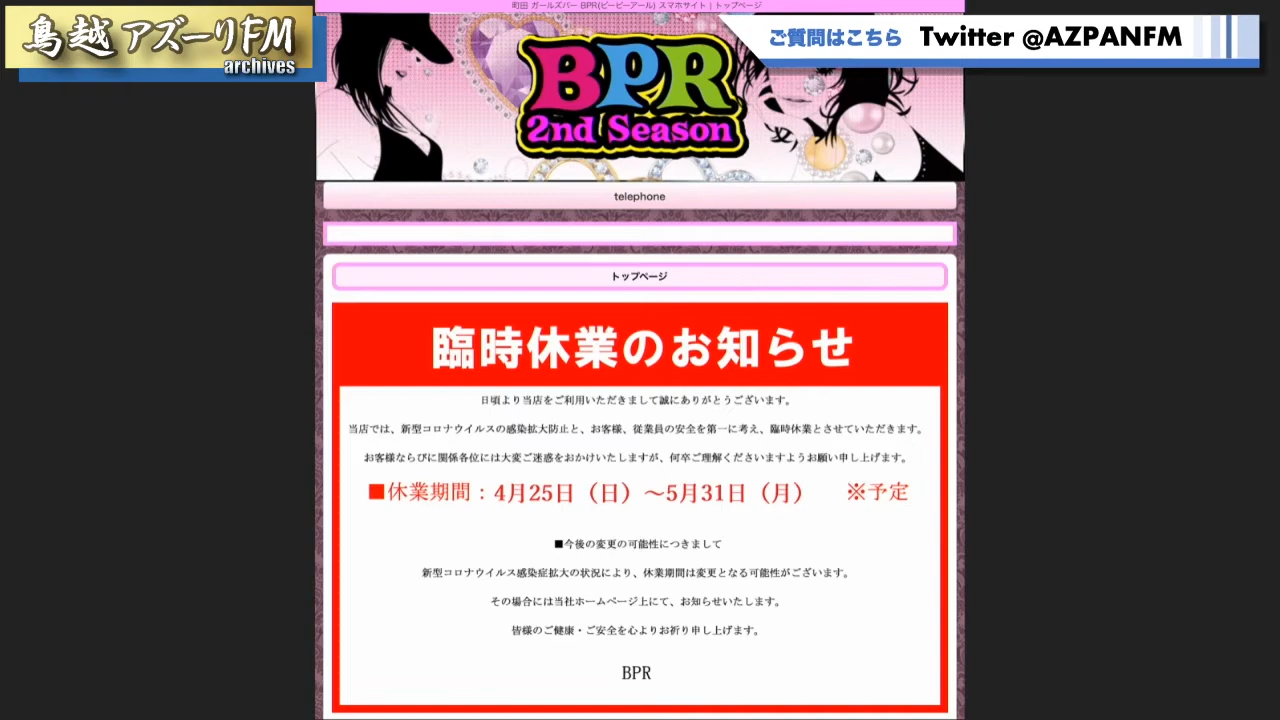 町田 ガールズバー BPR(ビーピーアール) スマホサイト | トップページ
鳥越 アズーリFM
archives
ご質問はこちら Twitter @AZPANFM
BPR
2nd Season
telephone
トップページ
臨時休業のお知らせ
日頃より当店をご利用いただきまして誠にありがとうございます。
当店では、新型コロナウイルスの感染拡大防止と、お客様、従業員の安全を第一に考え、臨時休業とさせていただきます。
お客様ならびに関係各位には大変ご迷惑をおかけいたしますが、何卒ご理解くださいますようお願い申し上げます。
■休業期間：4月25日（日）～5月31日（月） ※予定
■今後の変更の可能性につきまして
新型コロナウイルス感染症拡大の状況により、休業期間は変更となる可能性がございます。
その場合には当社ホームページ上にて、お知らせいたします。
皆様のご健康・ご安全を心よりお祈り申し上げます。
BPR